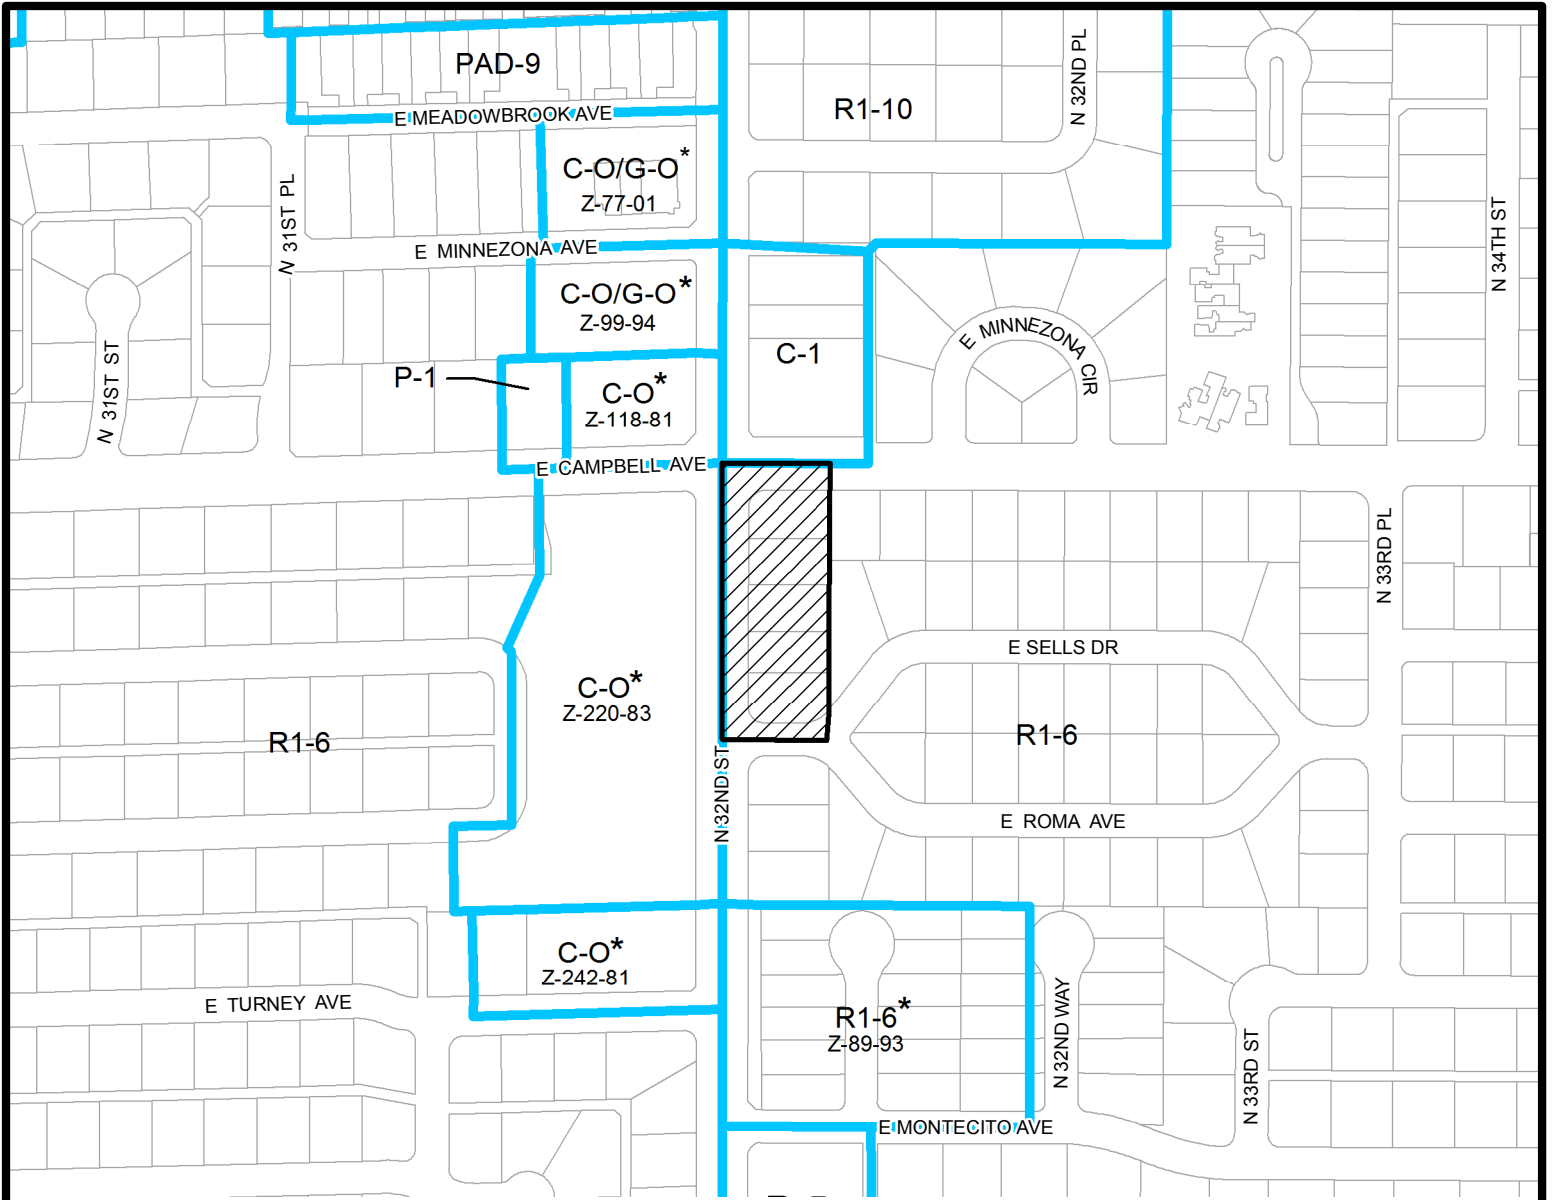 PAD-9
N 32ND PL
R1-10
E MEADOWBROOK AVE
C-O/G-O*
Z-77-01
N 31ST PL
N 34TH ST
E MINNEZONA AVE
C-O/G-O*
Z-99-94
E MINNEZONA CIR
C-1
P-1
C-O*
Z-118-81
N 31ST ST
E CAMPBELL AVE
N 33RD PL
E SELLS DR
C-O*
Z-220-83
R1-6
R1-6
N 32ND ST
E ROMA AVE
C-O*
Z-242-81
E TURNEY AVE
R1-6*
Z-89-93
N 32ND WAY
N 33RD ST
E MONTECITO AVE